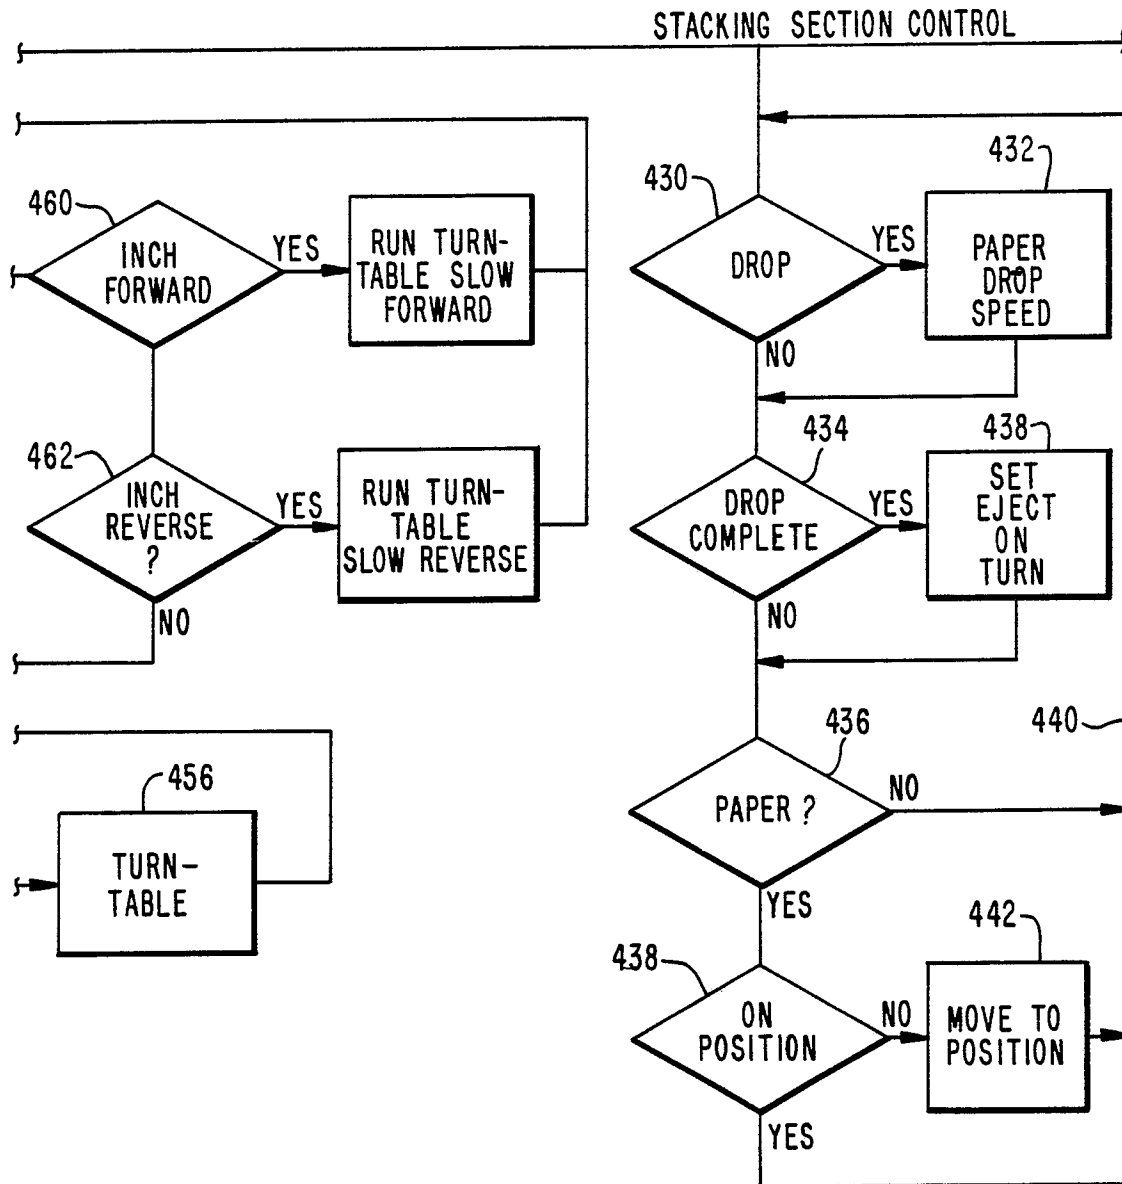 STACKING SECTION CONTROL
460
INCH
FORWARD
YES
RUN TURN-
TABLE SLOW
FORWARD
462
INCH
REVERSE
?
YES
NO
RUN TURN-
TABLE
SLOW REVERSE
456
TURN-
TABLE
430
DROP
YES
NO
432
PAPER
DROP
SPEED
434
DROP
COMPLETE
YES
NO
438
SET
EJECT
ON
TURN
436
PAPER ?
NO
YES
440
438
ON
POSITION
NO
YES
442
MOVE TO
POSITION